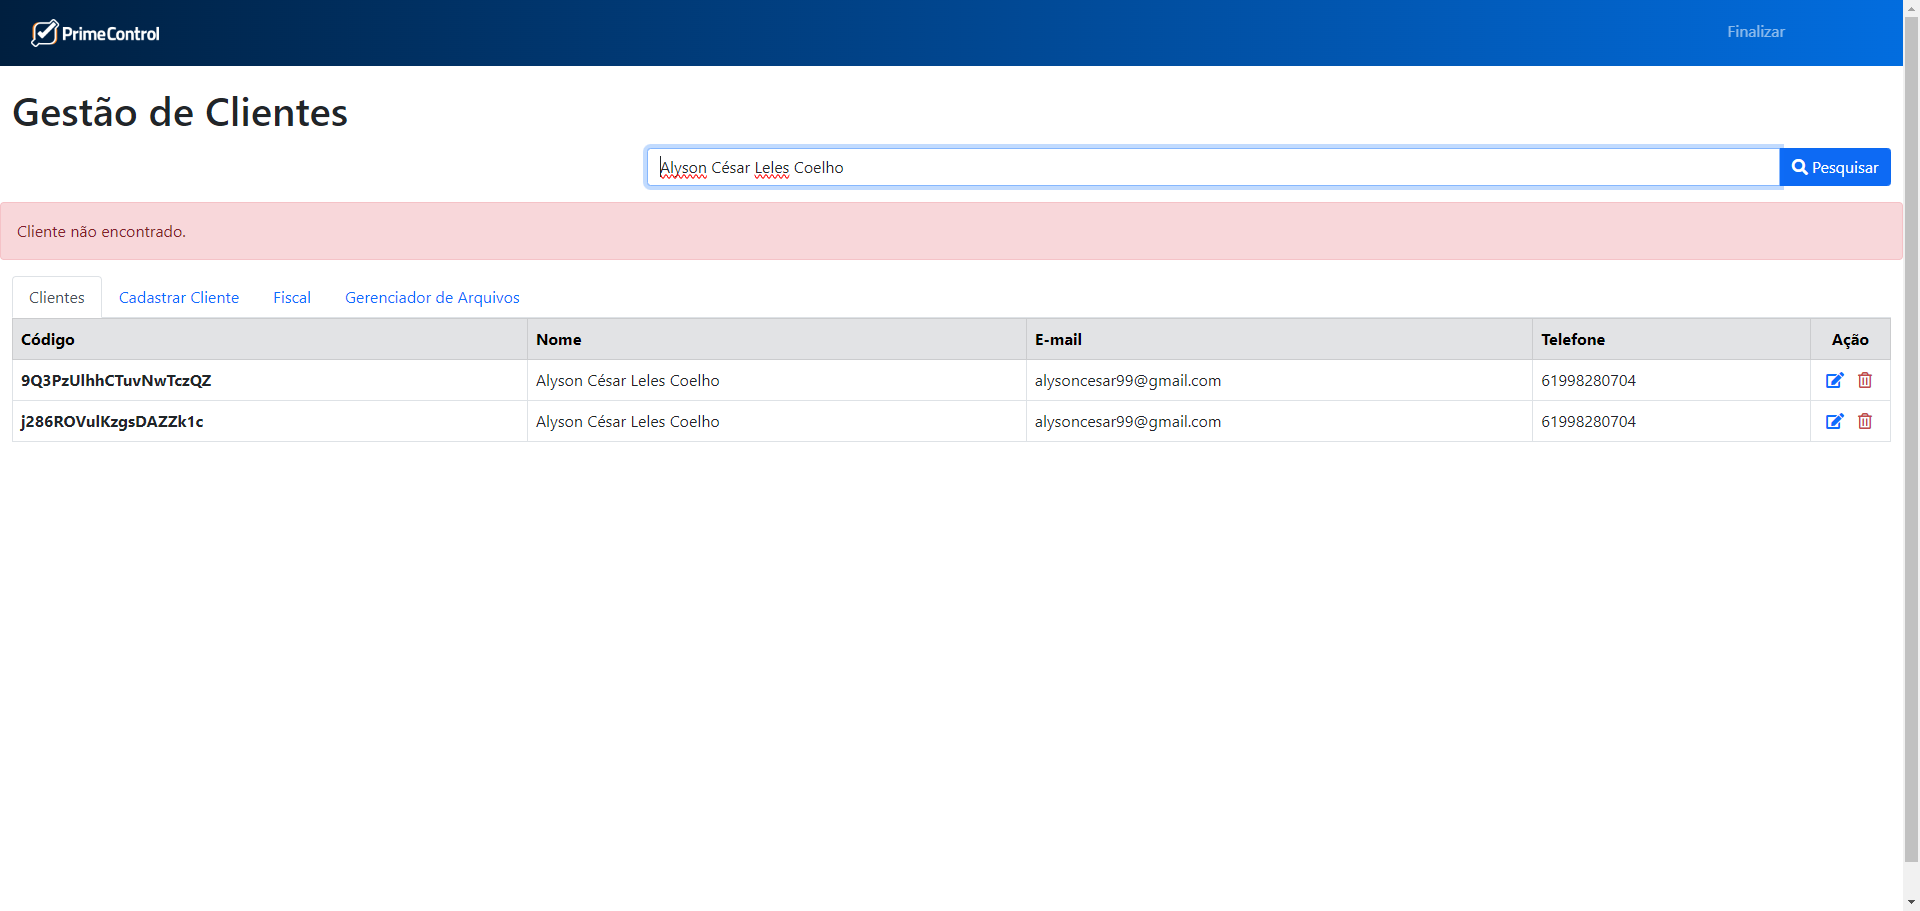 PrimeControl
Finalizar
Gestão de Clientes
Alyson César Leles Coelho
Pesquisar
Cliente não encontrado.
Clientes Cadastrar Cliente Fiscal Gerenciador de Arquivos
Código Nome E-mail Telefone Ação
9Q3PzUlhhCTuvNwTczQZ Alyson César Leles Coelho alysoncesar99@gmail.com 61998280704
j286ROVulKzgsDAZZk1c Alyson César Leles Coelho alysoncesar99@gmail.com 61998280704